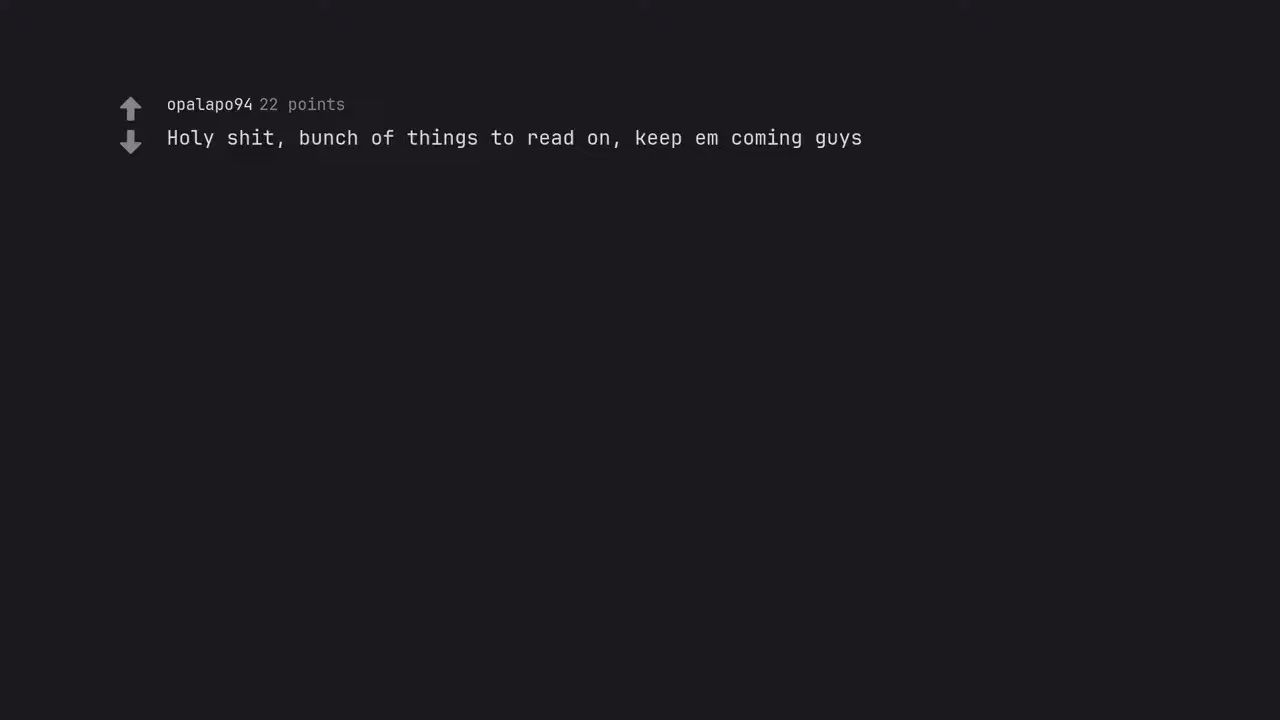 opalapo94 22 points
Holy shit, bunch of things to read on, keep em coming guys